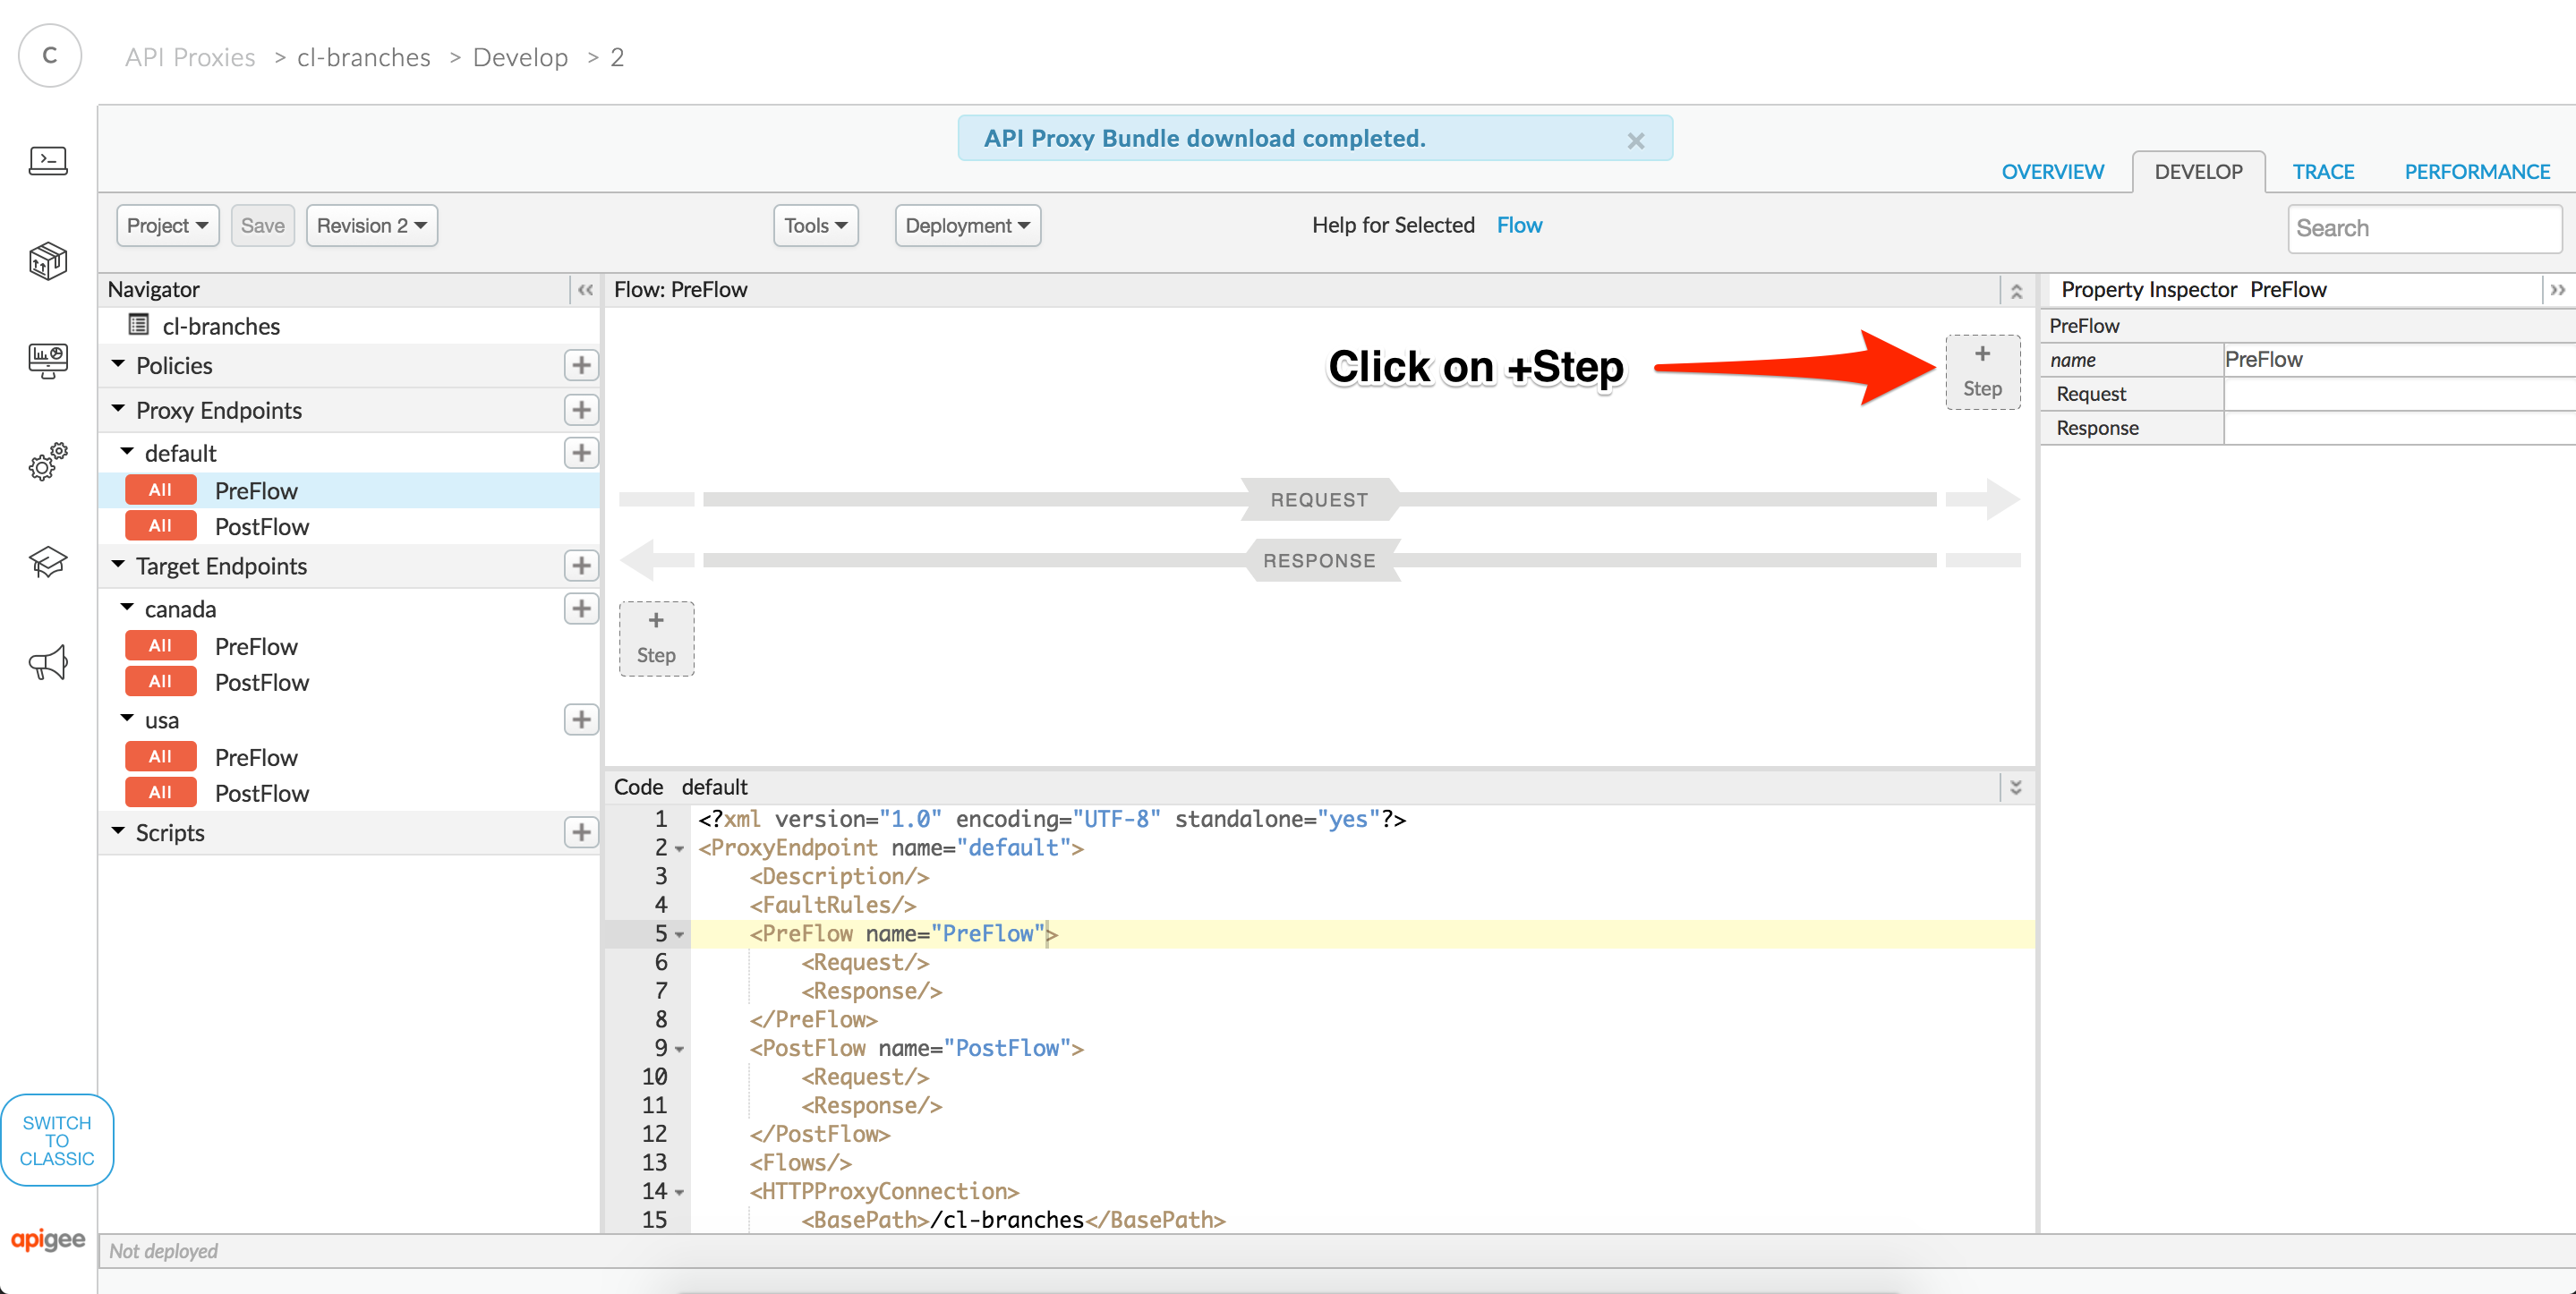 C
API Proxies > cl-branches > Develop > 2
API Proxy Bundle download completed. ×
OVERVIEW DEVELOP TRACE PERFORMANCE
Project Save Revision 2 Tools Deployment Help for Selected Flow Search
Navigator «
cl-branches
Policies +
Proxy Endpoints +
default +
All PreFlow
All PostFlow
Target Endpoints +
canada +
All PreFlow
All PostFlow
usa +
All PreFlow
All PostFlow
Scripts +
Flow: PreFlow
Click on +Step
+
Step
REQUEST
RESPONSE
+
Step
Code default
1 <?xml version="1.0" encoding="UTF-8" standalone="yes"?>
2 <ProxyEndpoint name="default">
3 <Description/>
4 <FaultRules/>
5 <PreFlow name="PreFlow">
6 <Request/>
7 <Response/>
8 </PreFlow>
9 <PostFlow name="PostFlow">
10 <Request/>
11 <Response/>
12 </PostFlow>
13 <Flows/>
14 <HTTPProxyConnection>
15 <BasePath>/cl-branches</BasePath>
Property Inspector PreFlow »
PreFlow
name PreFlow
Request
Response
SWITCH
TO
CLASSIC
apigee
Not deployed